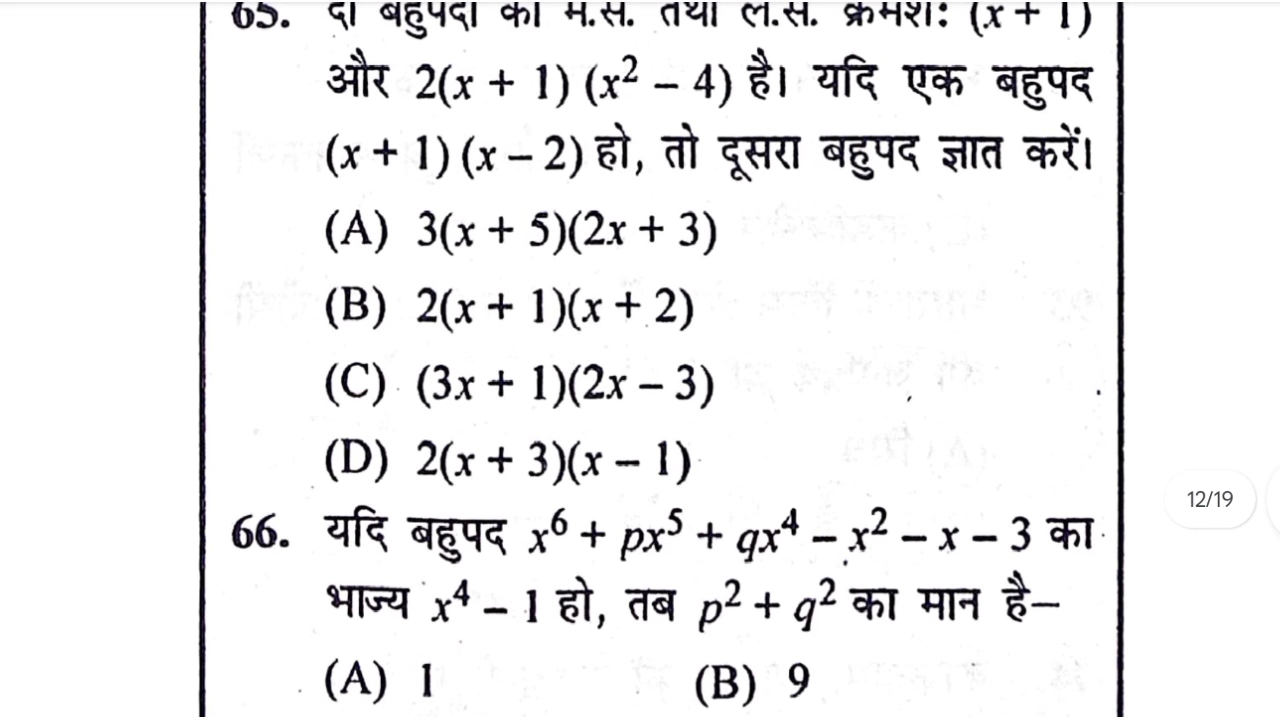 65. दो बहुपदों का म.स. तथा ल.स. क्रमशः (x + 1)
और 2(x + 1) (x² – 4) है। यदि एक बहुपद
(x + 1) (x – 2) हो, तो दूसरा बहुपद ज्ञात करें।
(A) 3(x + 5)(2x + 3)
(B) 2(x + 1)(x + 2)
(C) (3x + 1)(2x – 3)
(D) 2(x + 3)(x – 1)
66. यदि बहुपद x⁶ + px⁵ + qx⁴ – x² – x – 3 का
भाज्य x⁴ – 1 हो, तब p² + q² का मान है–
(A) 1 (B) 9
12/19